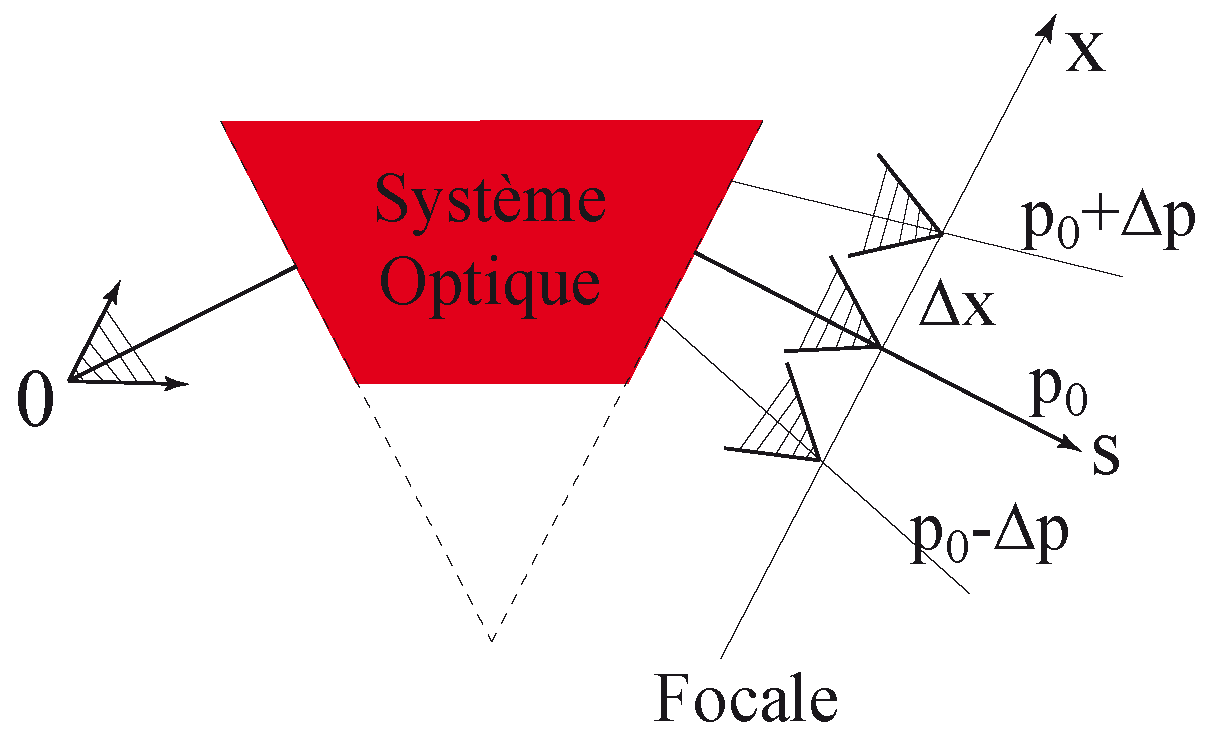 x
Système
Optique
p₀+Δp
Δx
0
p₀
s
p₀-Δp
Focale